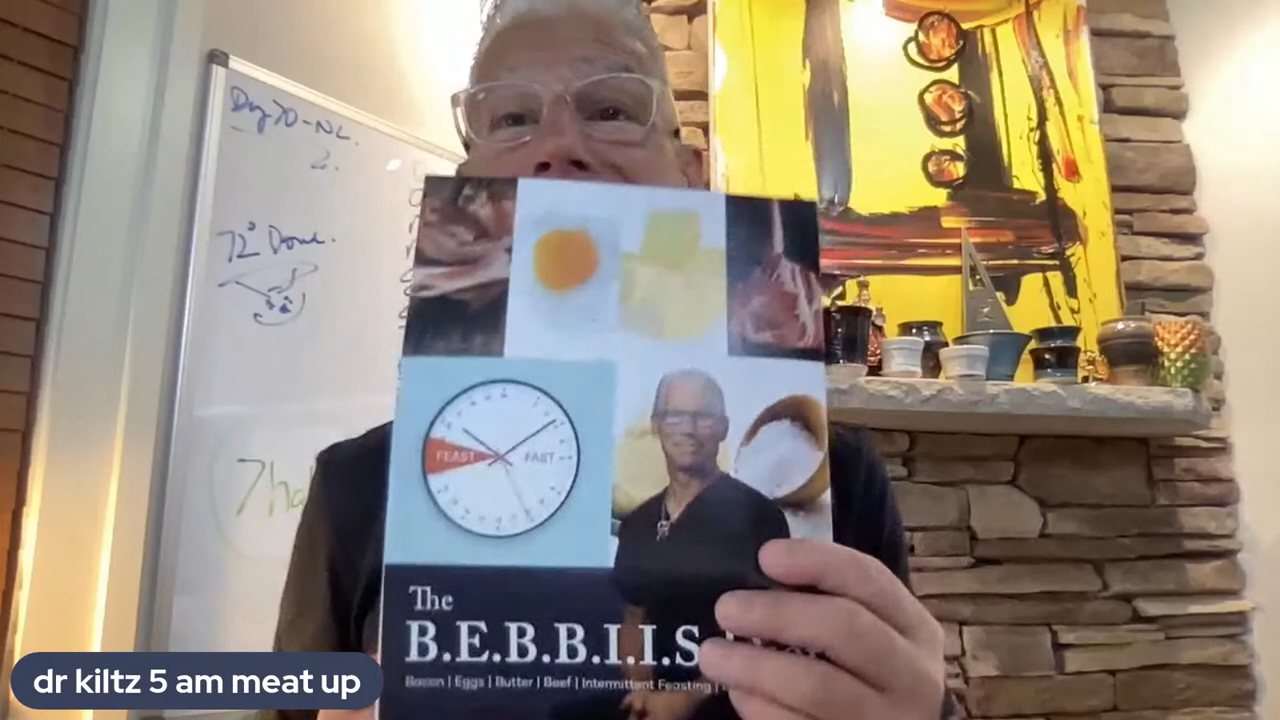 Day 70-NL.
2.
72° Dome.
FEAST
FAST
The
B.E.B.B.I.I.S
Bacon | Eggs | Butter | Beef | Intermittent Feasting |
dr kiltz 5 am meat up